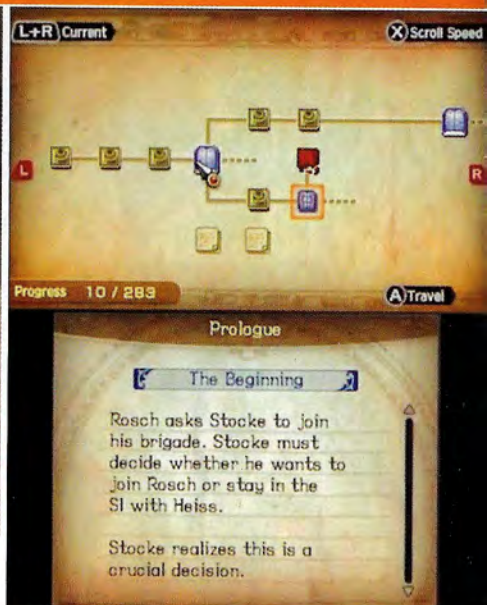 L+R Current
X Scroll Speed
L
R
Progress 10 / 283
A Travel
Prologue
The Beginning
Rosch asks Stocke to join
his brigade. Stocke must
decide whether he wants to
join Rosch or stay in the
SI with Heiss.
Stocke realizes this is a
crucial decision.